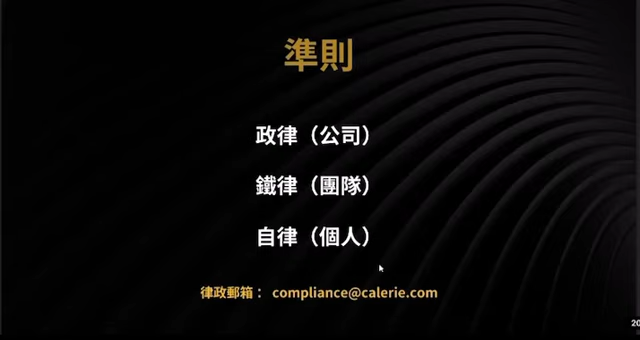 準則
政律（公司）
鐵律（團隊）
自律（個人）
律政郵箱： compliance@calerie.com
20